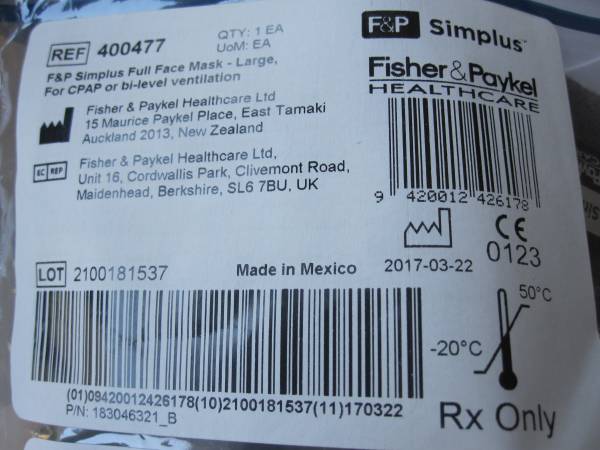 REF 400477
QTY: 1 EA
UoM: EA
F&P Simplus Full Face Mask - Large,
For CPAP or bi-level ventilation
Fisher & Paykel Healthcare Ltd
15 Maurice Paykel Place, East Tamaki
Auckland 2013, New Zealand
EC REP
Fisher & Paykel Healthcare Ltd,
Unit 16, Cordwallis Park, Clivemont Road,
Maidenhead, Berkshire, SL6 7BU, UK
F&P Simplus™
Fisher & Paykel
HEALTHCARE
9 420012 426178
CE
0123
2017-03-22
LOT 2100181537
Made in Mexico
(01)09420012426178(10)2100181537(11)170322
P/N: 183046321_B
50°C
-20°C
Rx Only